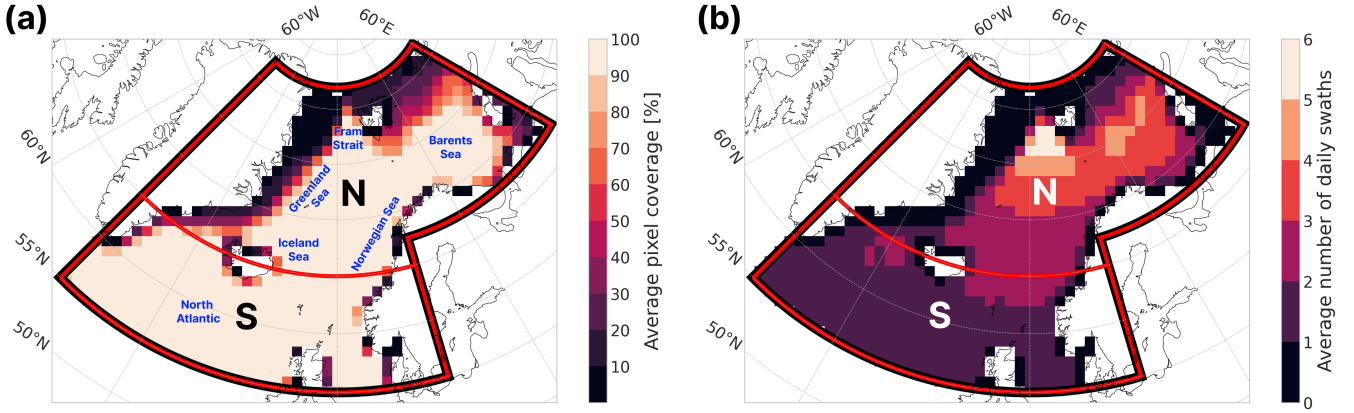 (a)
60°W
60°E
60°N
55°N
50°N
Fram
Strait
Barents
Sea
Greenland
Sea
N
Norwegian Sea
Iceland
Sea
North
Atlantic
S
100
90
80
70
60
50
40
30
20
10
Average pixel coverage [%]
(b)
60°W
60°E
60°N
55°N
50°N
N
S
6
5
4
3
2
1
0
Average number of daily swaths